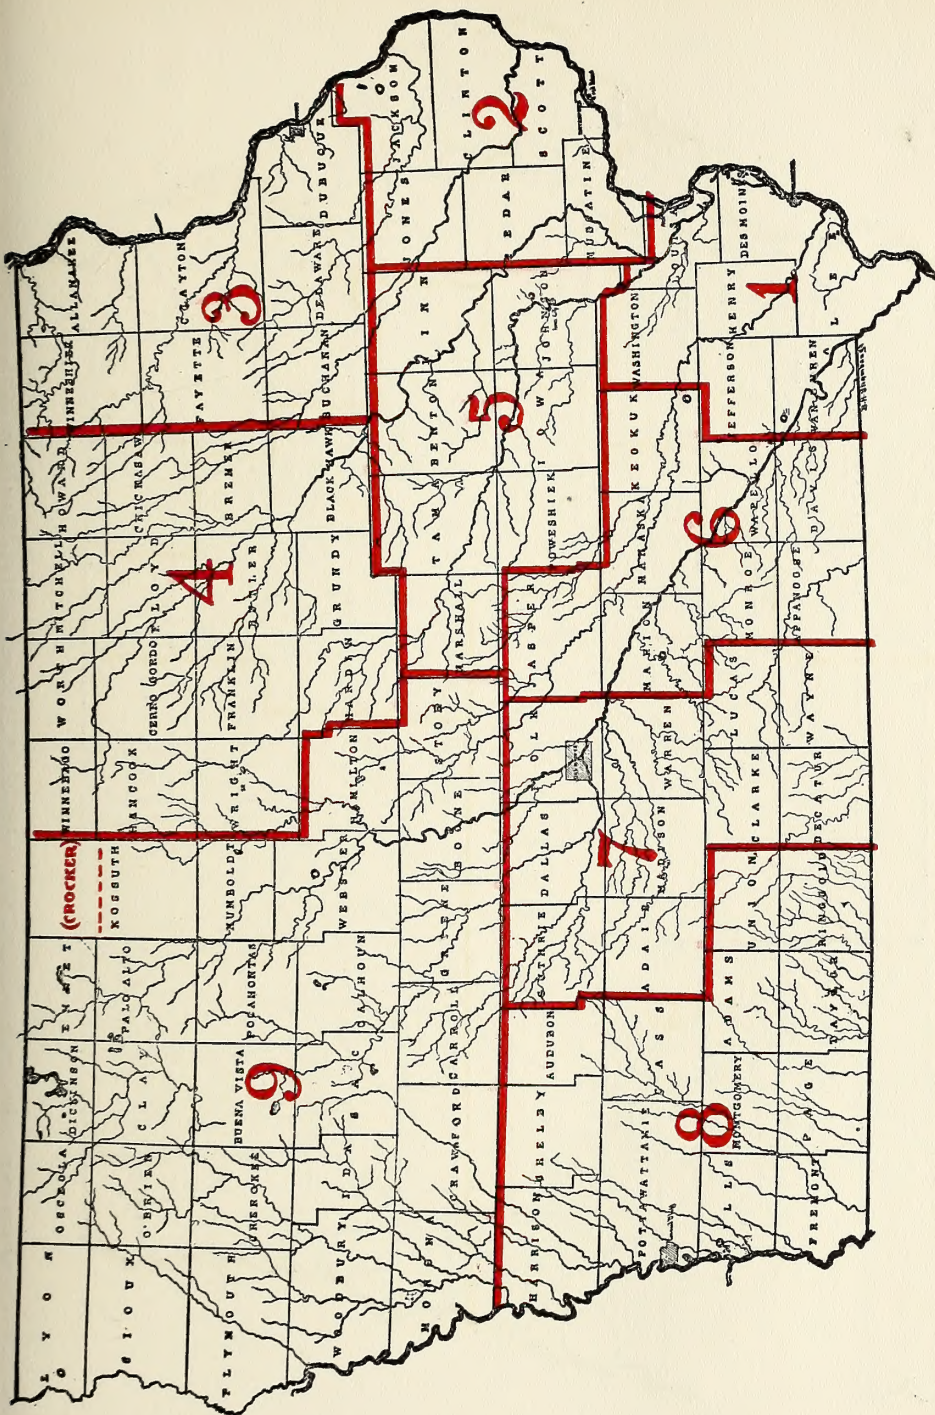 LYON
OSCEOLA
DICKINSON
EMMET
(CROCKER)
WINNEBAGO
WORTH
MITCHELL
HOWARD
WINNESHIEK
ALLAMAKEE
SIOUX
O'BRIEN
CLAY
PALO ALTO
KOSSUTH
HANCOCK
CERRO GORDO
FLOYD
CHICKASAW
FAYETTE
CLAYTON
3
4
PLYMOUTH
CHEROKEE
BUENA VISTA
POCAHONTAS
HUMBOLDT
WRIGHT
FRANKLIN
BUTLER
BREMER
9
WOODBURY
IDA
SAC
CALHOUN
WEBSTER
HAMILTON
HARDIN
GRUNDY
BLACK HAWK
BUCHANAN
DELAWARE
DUBUQUE
MONONA
CRAWFORD
CARROLL
GREENE
BOONE
STORY
MARSHALL
TAMA
BENTON
LINN
JONES
JACKSON
5
2
HARRISON
SHELBY
AUDUBON
GUTHRIE
DALLAS
POLK
JASPER
POWESHIEK
IOWA
JOHNSON
CEDAR
CLINTON
SCOTT
MUSCATINE
POTTAWATTAMIE
CASS
ADAIR
MADISON
WARREN
MARION
MAHASKA
KEOKUK
WASHINGTON
LOUISA
7
8
6
1
MILLS
MONTGOMERY
ADAMS
UNION
CLARKE
LUCAS
MONROE
WAPELLO
JEFFERSON
HENRY
DES MOINES
FREMONT
PAGE
TAYLOR
RINGGOLD
DECATUR
WAYNE
APPANOOSE
DAVIS
VAN BUREN
LEE